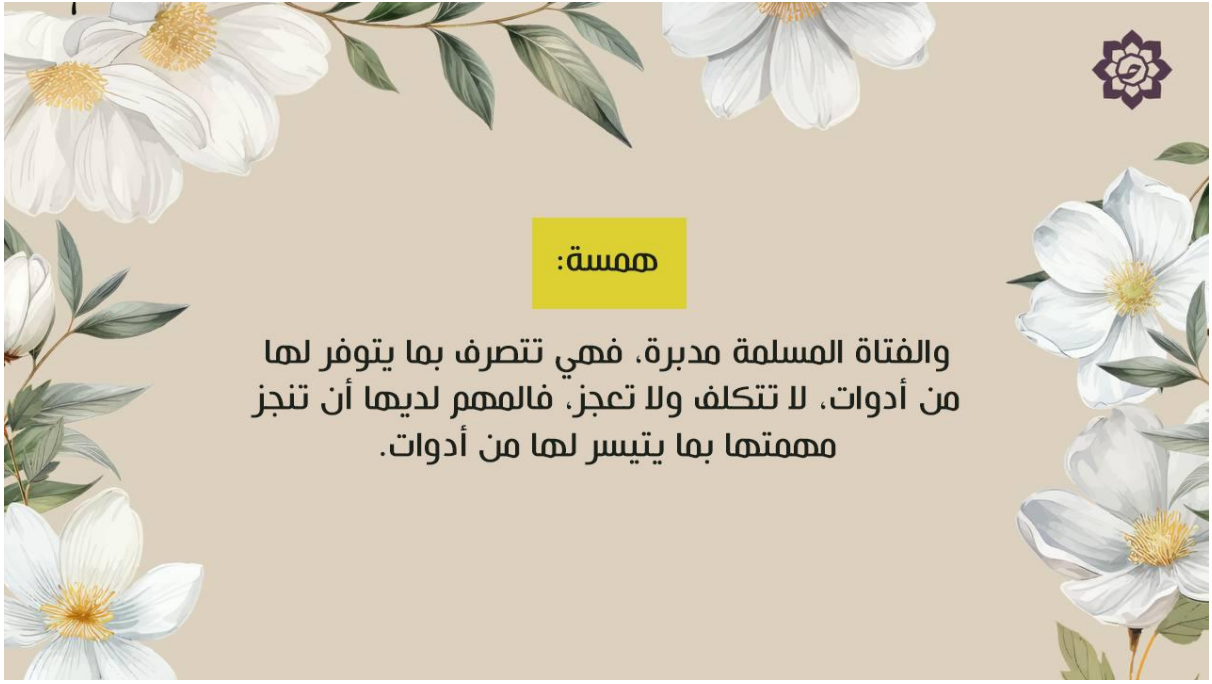 همسة:
والفتاة المسلمة مدبرة، فهي تتصرف بما يتوفر لها
من أدوات، لا تتكلف ولا تعجز، فالمهم لديها أن تنجز
مهمتها بما يتيسر لها من أدوات.